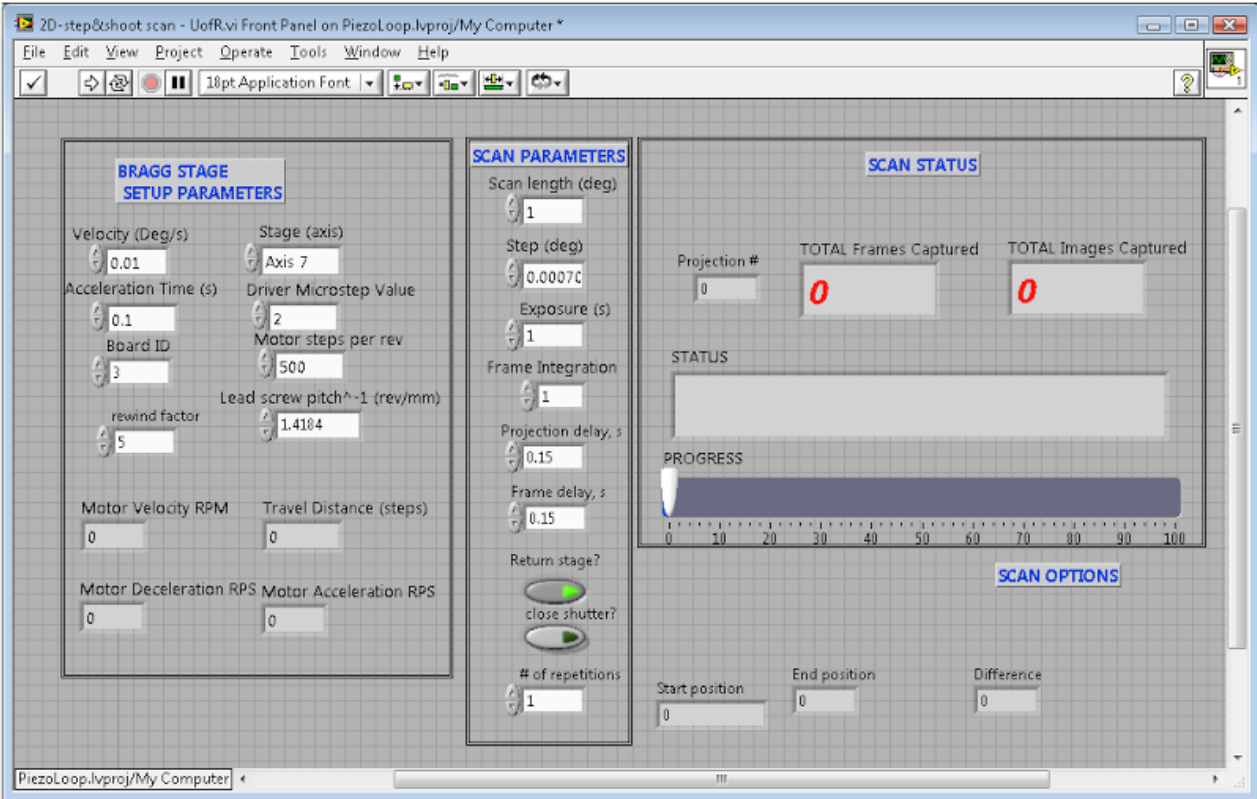 2D-step&shoot scan - UofR.vi Front Panel on PiezoLoop.lvproj/My Computer *
File Edit View Project Operate Tools Window Help
18pt Application Font
1
BRAGG STAGE
SETUP PARAMETERS
Velocity (Deg/s)
0.01
Stage (axis)
Axis 7
Acceleration Time (s)
0.1
Driver Microstep Value
2
Board ID
3
Motor steps per rev
500
rewind factor
5
Lead screw pitch^-1 (rev/mm)
1.4184
Motor Velocity RPM
0
Travel Distance (steps)
0
Motor Deceleration RPS
0
Motor Acceleration RPS
0
SCAN PARAMETERS
Scan length (deg)
1
Step (deg)
0.00070
Exposure (s)
1
Frame Integration
1
Projection delay, s
0.15
Frame delay, s
0.15
Return stage?
close shutter?
# of repetitions
1
SCAN STATUS
Projection #
0
TOTAL Frames Captured
0
TOTAL Images Captured
0
STATUS
PROGRESS
0 10 20 30 40 50 60 70 80 90 100
SCAN OPTIONS
Start position
0
End position
0
Difference
0
PiezoLoop.lvproj/My Computer